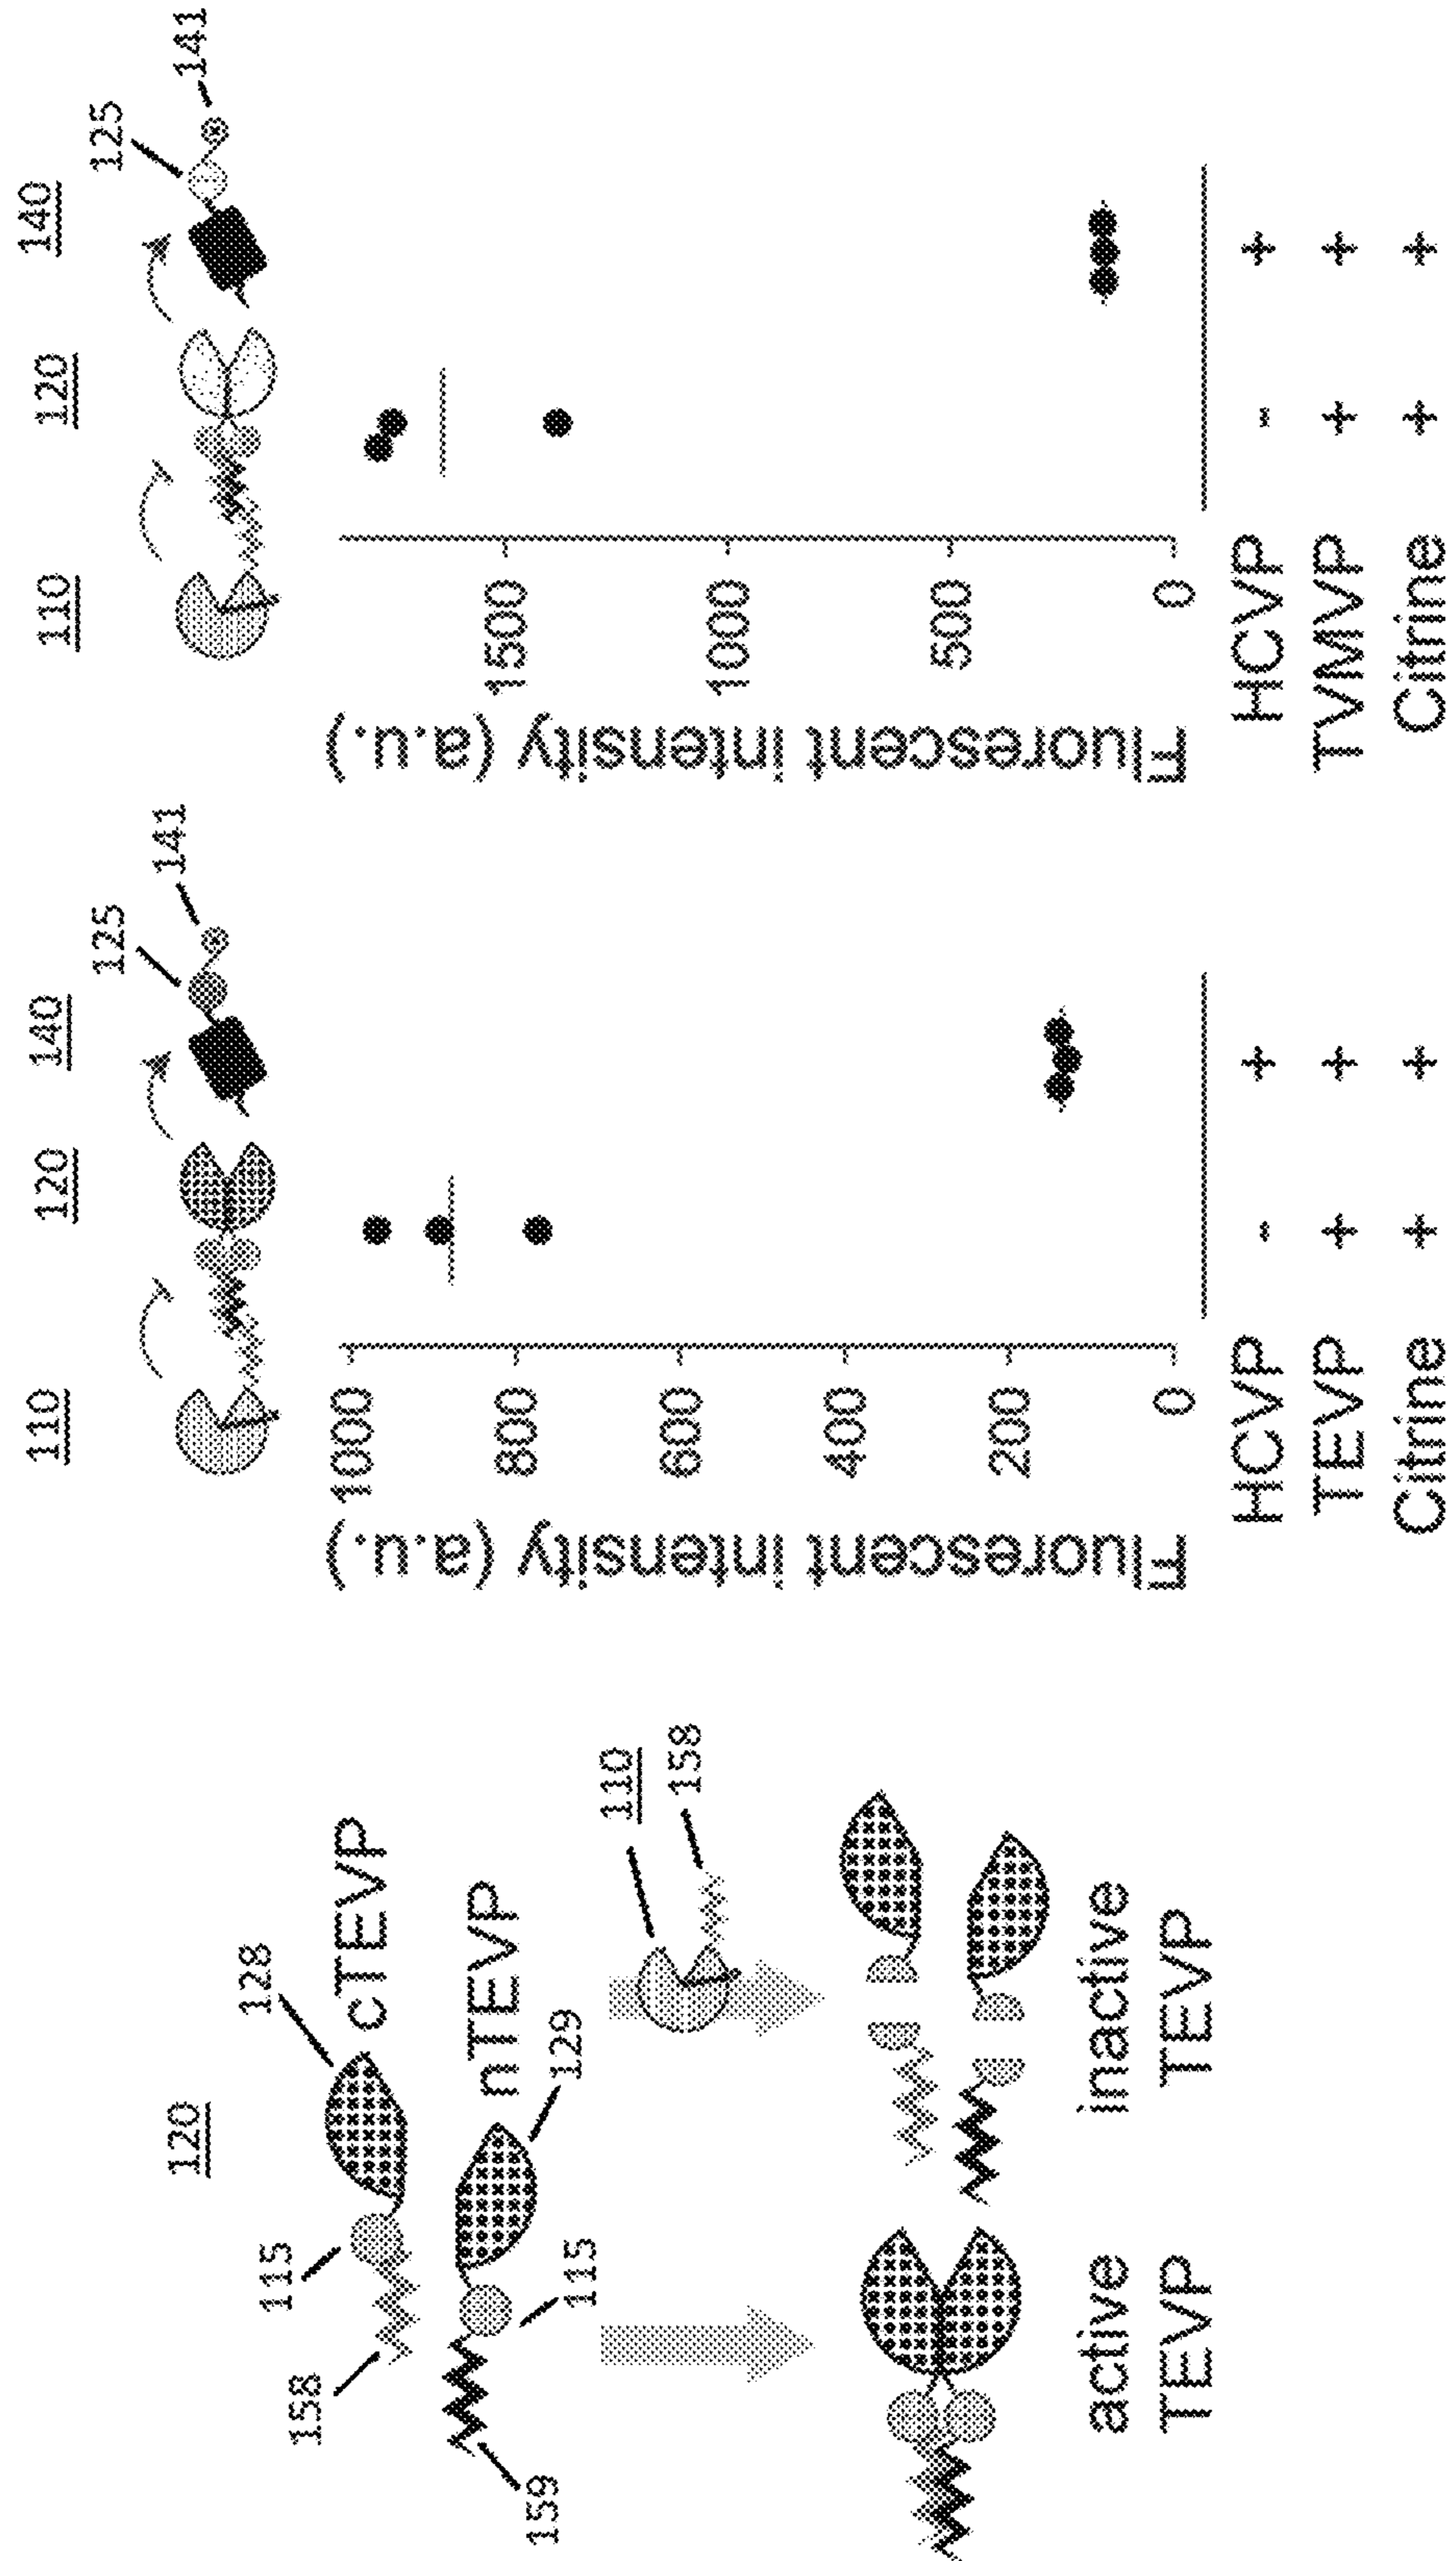 120
158
115
128
cTEVP
nTEVP
159
115
129
110
158
active
TEVP
inactive
TEVP
110
120
140
125
141
Fluorescent intensity (a.u.)
1000
800
600
400
200
0
HCVP - +
TEVP + +
Citrine + +
110
120
140
125
141
Fluorescent intensity (a.u.)
1500
1000
500
0
HCVP - +
TVMVP + +
Citrine + +